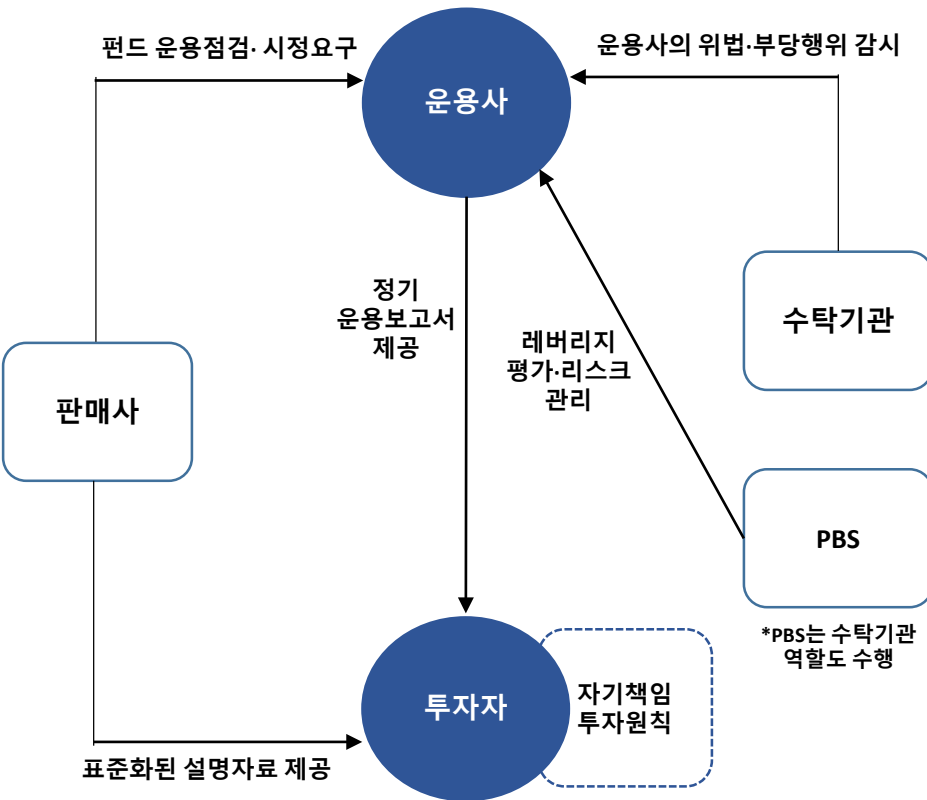 펀드 운용점검· 시정요구
운용사의 위법·부당행위 감시
운용사
정기
운용보고서
제공
레버리지
평가·리스크
관리
수탁기관
판매사
PBS
*PBS는 수탁기관
역할도 수행
투자자
자기책임
투자원칙
표준화된 설명자료 제공